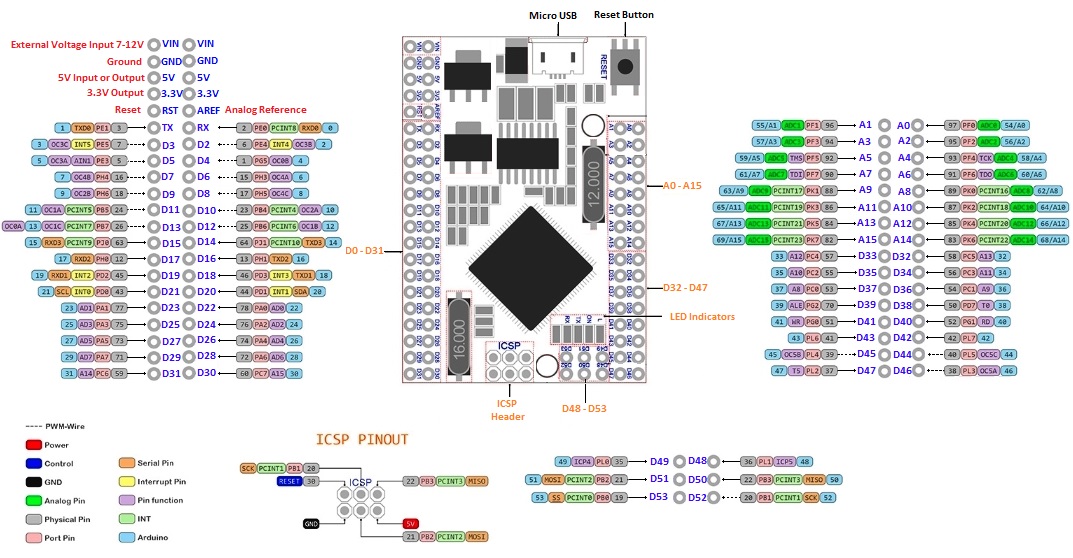 Micro USB
Reset Button
External Voltage Input 7-12V VIN VIN
Ground GND GND
5V Input or Output 5V 5V
3.3V Output 3.3V 3.3V
Reset RST AREF Analog Reference
1 TXD0 PE1 3 TX RX 2 PE0 PCINT8 RXD0 0
3 OC3C INT5 PE5 7 D3 D2 6 PE4 INT4 OC3B 2
5 OC3A AIN1 PE3 5 D5 D4 1 PG5 OC0B 4
7 OC4B PH4 16 D7 D6 15 PH3 OC4A 6
9 OC2B PH6 18 D9 D8 17 PH5 OC4C 8
11 OC1A PCINT5 PB5 24 D11 D10 23 PB4 PCINT4 OC2A 10
OC0A 13 OC1C PCINT7 PB7 26 D13 D12 25 PB6 PCINT6 OC1B 12
15 RXD3 PCINT9 PJ0 63 D15 D14 64 PJ1 PCINT10 TXD3 14
17 RXD2 PH0 12 D17 D16 13 PH1 TXD2 16
19 RXD1 INT2 PD2 45 D19 D18 46 PD3 INT3 TXD1 18
21 SCL INT0 PD0 43 D21 D20 44 PD1 INT1 SDA 20
23 AD1 PA1 77 D23 D22 78 PA0 AD0 22
25 AD3 PA3 75 D25 D24 76 PA2 AD2 24
27 AD5 PA5 73 D27 D26 74 PA4 AD4 26
29 AD7 PA7 71 D29 D28 72 PA6 AD6 28
31 A14 PC6 59 D31 D30 60 PC7 A15 30
RESET
12.000
16.000
ICSP
RX TX ON L
D0 - D31
A0 - A15
D32 - D47
LED Indicators
ICSP
Header
D48 - D53
55/A1 ADC1 PF1 96 A1 A0 97 PF0 ADC0 54/A0
57/A3 ADC3 PF3 94 A3 A2 95 PF2 ADC2 56/A2
59/A5 ADC5 TMS PF5 92 A5 A4 93 PF4 TCK ADC4 58/A4
61/A7 ADC7 TDI PF7 90 A7 A6 91 PF6 TDO ADC6 60/A6
63/A9 ADC9 PCINT17 PK1 88 A9 A8 89 PK0 PCINT16 ADC8 62/A8
65/A11 ADC11 PCINT19 PK3 86 A11 A10 87 PK2 PCINT18 ADC10 64/A10
67/A13 ADC13 PCINT21 PK5 84 A13 A12 85 PK4 PCINT20 ADC12 66/A12
69/A15 ADC15 PCINT23 PK7 82 A15 A14 83 PK6 PCINT22 ADC14 68/A14
33 A12 PC4 57 D33 D32 58 PC5 A13 32
35 A10 PC2 55 D35 D34 56 PC3 A11 34
37 A8 PC0 53 D37 D36 54 PC1 A9 36
39 ALE PG2 70 D39 D38 50 PD7 T0 38
41 WR PG0 51 D41 D40 52 PG1 RD 40
43 PL6 41 D43 D42 42 PL7 42
45 OC5B PL4 39 D45 D44 40 PL5 OC5C 44
47 T5 PL2 37 D47 D46 38 PL3 OC5A 46
PWM-Wire
Power
Control
GND
Analog Pin
Physical Pin
Port Pin
Serial Pin
Interrupt Pin
Pin function
INT
Arduino
ICSP PINOUT
SCK PCINT1 PB1 20
RESET 30
ICSP
22 PB3 PCINT3 MISO
GND
5V
21 PB2 PCINT2 MOSI
49 ICP4 PL0 35 D49 D48 36 PL1 ICP5 48
51 MOSI PCINT2 PB2 21 D51 D50 22 PB3 PCINT3 MISO 50
53 SS PCINT0 PB0 19 D53 D52 20 PB1 PCINT1 SCK 52